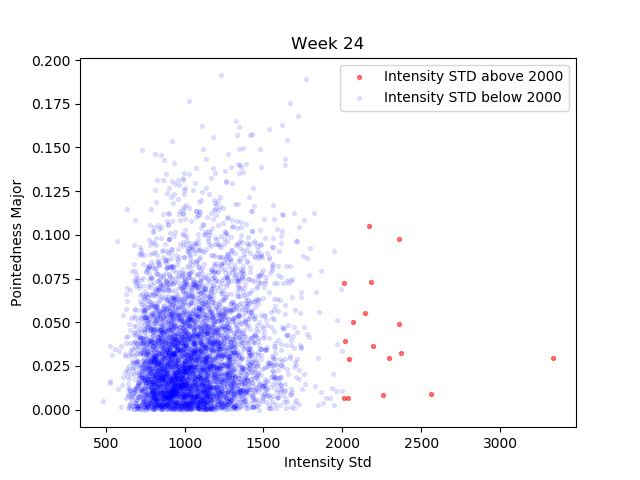 Week 24
Intensity STD above 2000
Intensity STD below 2000
0.200
0.175
0.150
0.125
0.100
0.075
0.050
0.025
0.000
Pointedness Major
500 1000 1500 2000 2500 3000
Intensity Std